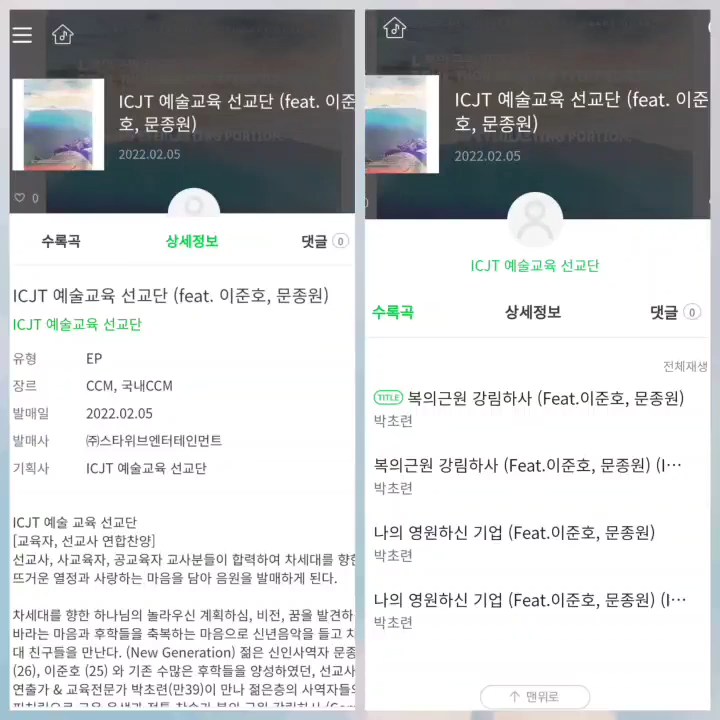 ICJT 예술교육 선교단 (feat. 이준
호, 문종원)
2022.02.05
0
수록곡
상세정보
댓글 0
ICJT 예술교육 선교단 (feat. 이준호, 문종원)
ICJT 예술교육 선교단
유형 EP
장르 CCM, 국내CCM
발매일 2022.02.05
발매사 ㈜스타위브엔터테인먼트
기획사 ICJT 예술교육 선교단
ICJT 예술 교육 선교단
[교육자, 선교사 연합찬양]
선교사, 사교육자, 공교육자 교사분들이 합력하여 차세대를 향한
뜨거운 열정과 사랑하는 마음을 담아 음원을 발매하게 된다.
차세대를 향한 하나님의 놀라우신 계획하심, 비전, 꿈을 발견하
바라는 마음과 후학들을 축복하는 마음으로 신년음악을 들고 차
대 친구들을 만난다. (New Generation) 젊은 신인사역자 문종
(26), 이준호 (25) 와 기존 수많은 후학들을 양성하였던, 선교사
연출가 & 교육전문가 박초련(만39)이 만나 젊은층의 사역자들의
ICJT 예술교육 선교단 (feat. 이준
호, 문종원)
2022.02.05
ICJT 예술교육 선교단
수록곡
상세정보
댓글 0
전체재생
TITLE 복의근원 강림하사 (Feat.이준호, 문종원)
박초련
복의근원 강림하사 (Feat.이준호, 문종원) (I···
박초련
나의 영원하신 기업 (Feat.이준호, 문종원)
박초련
나의 영원하신 기업 (Feat.이준호, 문종원) (I···
박초련
↑ 맨위로